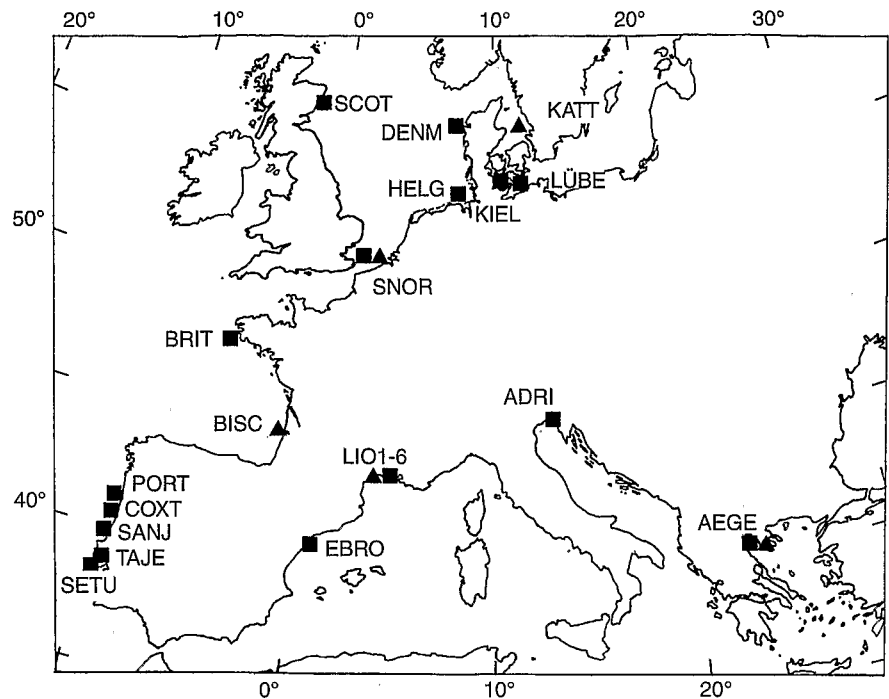 20° 10° 0° 10° 20° 30°
SCOT
KATT
DENM
LÜBE
HELG
KIEL
50°
SNOR
BRIT
ADRI
BISC
LIO1-6
PORT
40°
COXT
AEGE
SANJ
EBRO
TAJE
SETU
0° 10° 20°